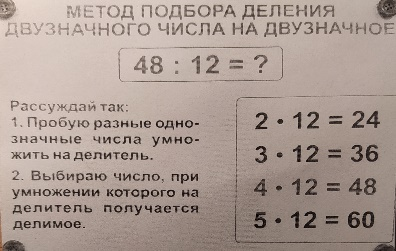 МЕТОД ПОДБОРА ДЕЛЕНИЯ
ДВУЗНАЧНОГО ЧИСЛА НА ДВУЗНАЧНОЕ
48 : 12 = ?
Рассуждай так:
1. Пробую разные одно-
значные числа умно-
жить на делитель.
2. Выбираю число, при
умножении которого на
делитель получается
делимое.
2 • 12 = 24
3 • 12 = 36
4 • 12 = 48
5 • 12 = 60